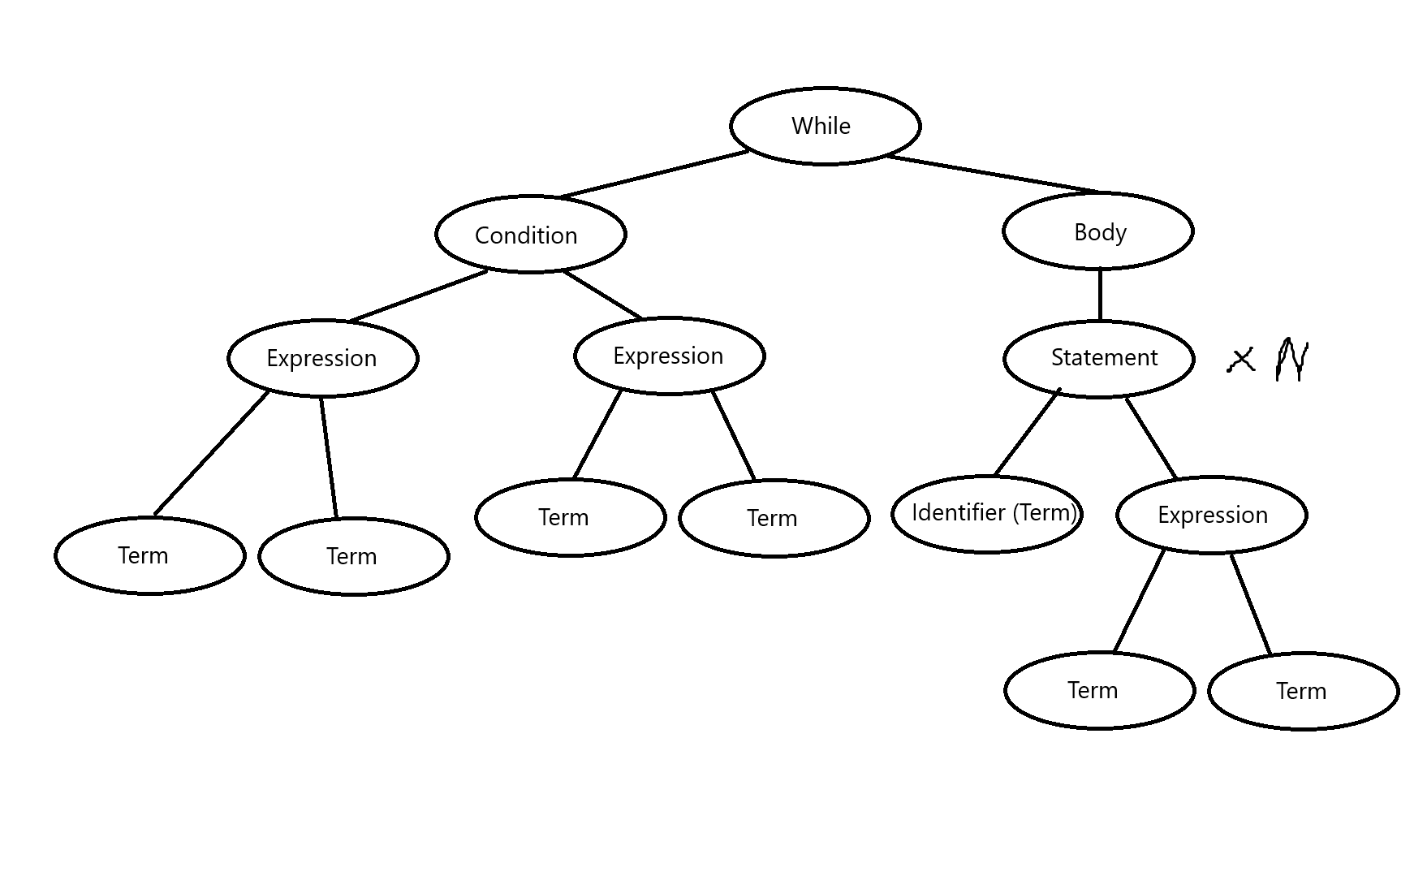 While
Condition
Body
Expression
Expression
Statement
× N
Term
Term
Term
Term
Identifier (Term)
Expression
Term
Term